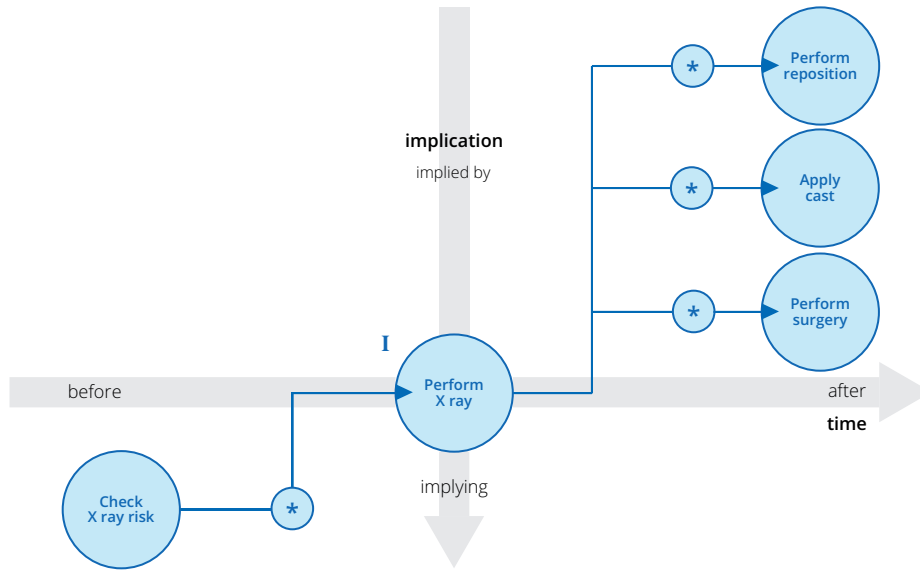 *
Perform
reposition
implication
implied by
*
Apply
cast
*
Perform
surgery
I
before
Perform
X ray
after
time
implying
Check
X ray risk
*